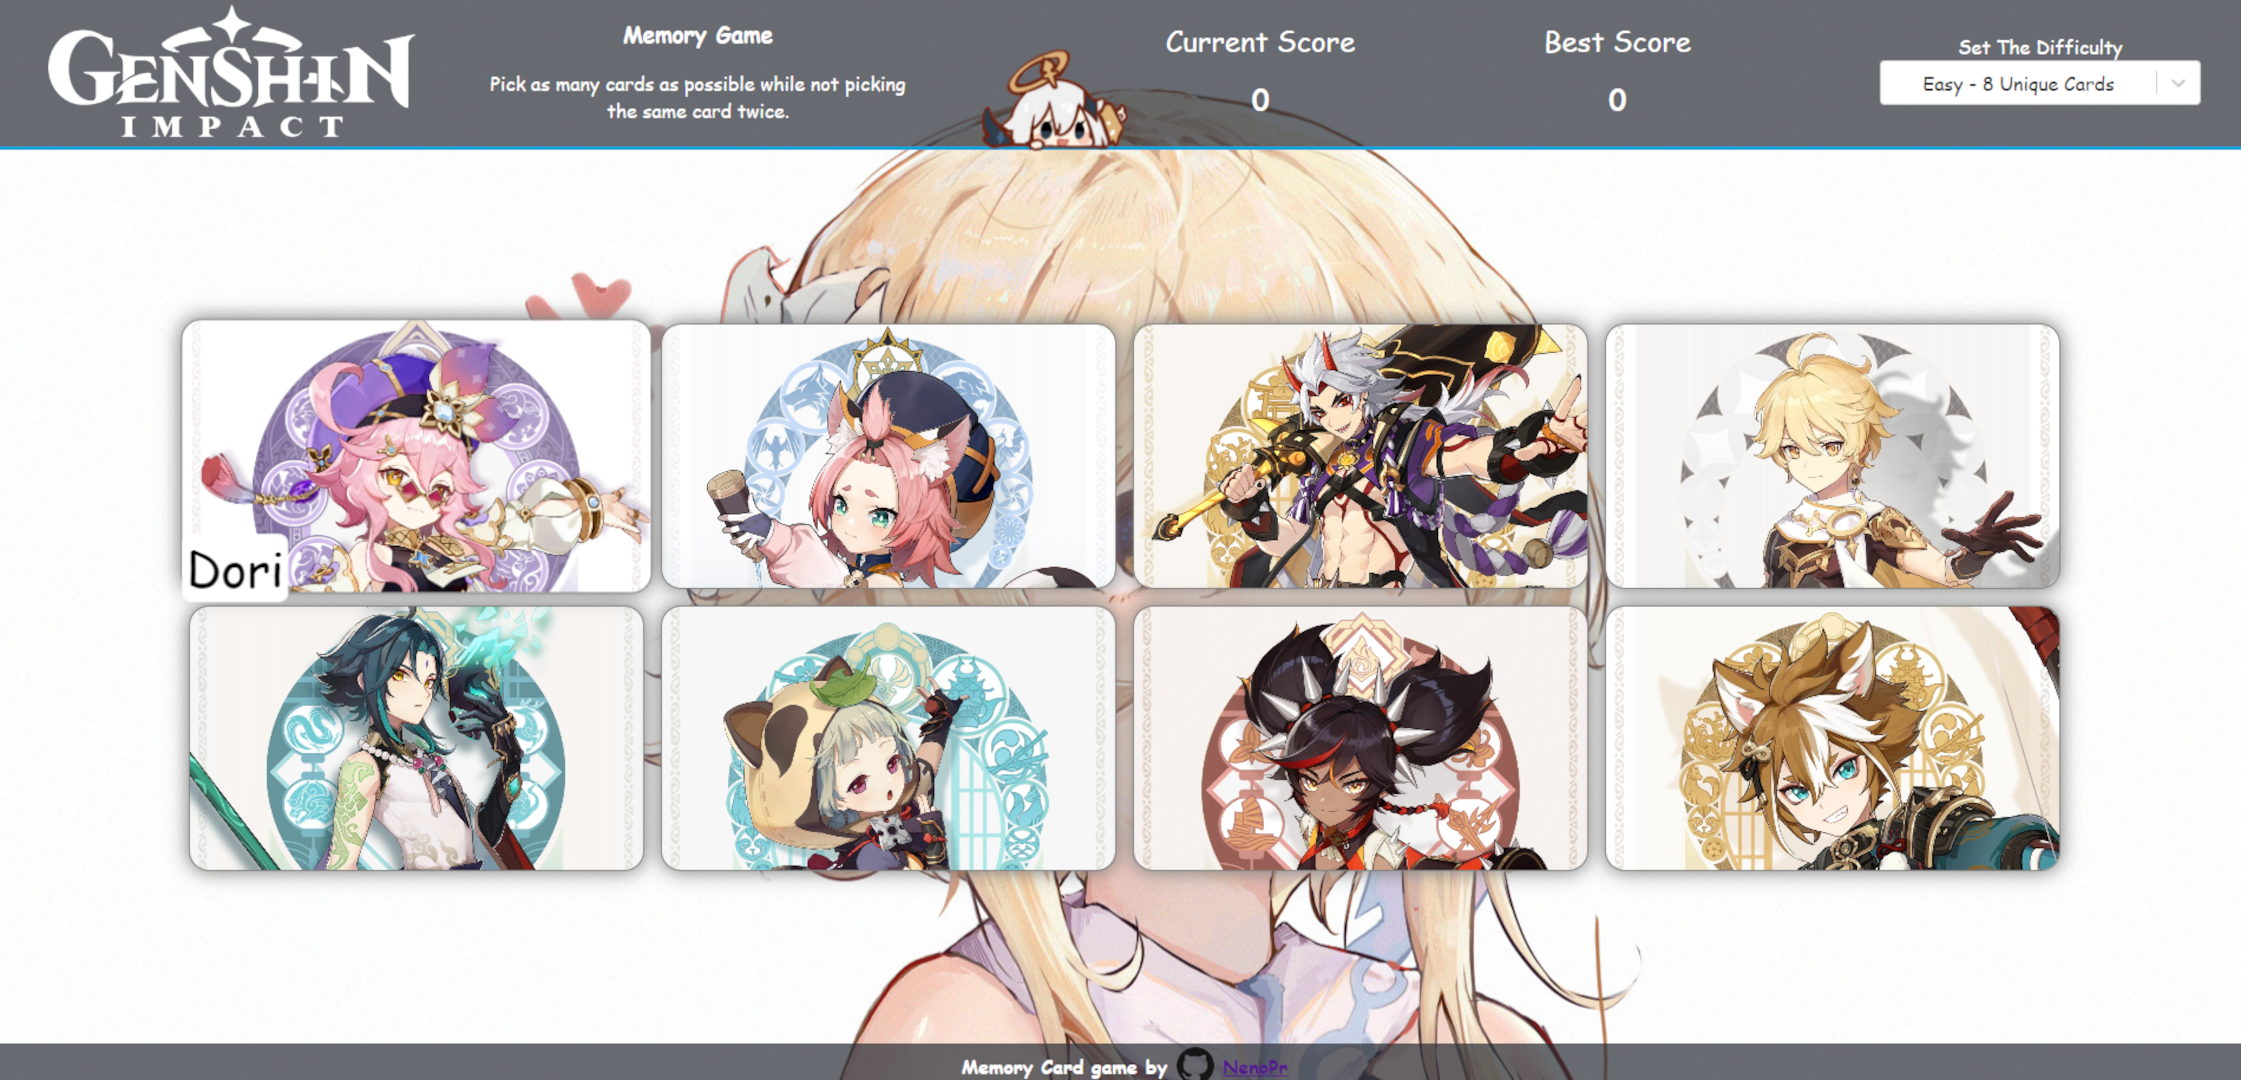 GENSHIN
IMPACT
Memory Game
Pick as many cards as possible while not picking
the same card twice.
Current Score
0
Best Score
0
Set The Difficulty
Easy - 8 Unique Cards
Dori
Memory Card game by NenoPr